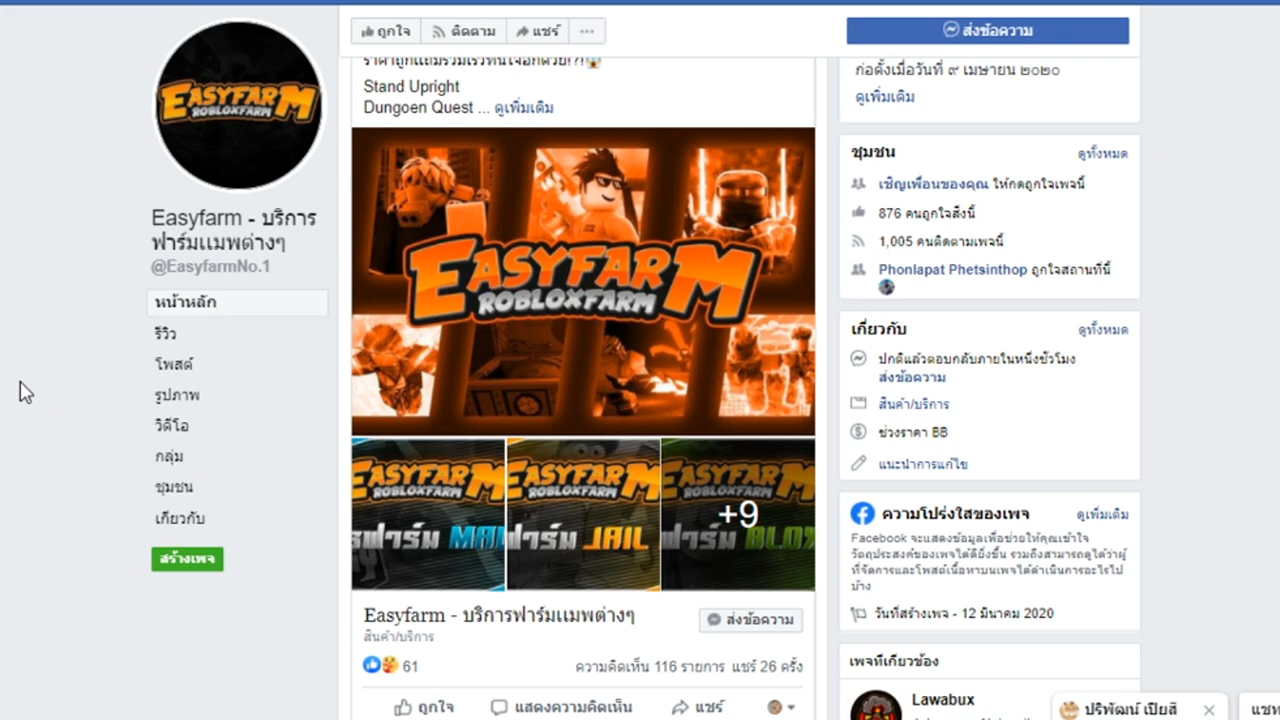 ถูกใจ
ติดตาม
แชร์
ส่งข้อความ
EASYFARM
ROBLOXFARM
Easyfarm - บริการ
ฟาร์มแมพต่างๆ
@EasyfarmNo.1
หน้าหลัก
รีวิว
โพสต์
รูปภาพ
วิดีโอ
กลุ่ม
ชุมชน
เกี่ยวกับ
สร้างเพจ
Stand Upright
Dungoen Quest ... ดูเพิ่มเติม
EASYFARM
ROBLOXFARM
EASYFARM
ROBLOXFARM
ฟาร์ม
EASYFARM
ROBLOXFARM
ฟาร์ม JAIL
EASYFARM
ROBLOXFARM
ฟาร์ม BLOX
+9
Easyfarm - บริการฟาร์มแมพต่างๆ
สินค้า/บริการ
ส่งข้อความ
61
ความคิดเห็น 116 รายการ แชร์ 26 ครั้ง
ถูกใจ
แสดงความคิดเห็น
แชร์
ก่อตั้งเมื่อวันที่ ๙ เมษายน ๒๐๒๐
ดูเพิ่มเติม
ชุมชน
ดูทั้งหมด
เชิญเพื่อนของคุณ ให้กดถูกใจเพจนี้
876 คนถูกใจสิ่งนี้
1,005 คนติดตามเพจนี้
Phonlapat Phetsinthop ถูกใจสถานที่นี้
เกี่ยวกับ
ดูทั้งหมด
ปกติแล้วตอบกลับภายในหนึ่งชั่วโมง
ส่งข้อความ
สินค้า/บริการ
ช่วงราคา BB
แนะนำการแก้ไข
ความโปร่งใสของเพจ
ดูเพิ่มเติม
Facebook จะแสดงข้อมูลเพื่อช่วยให้คุณเข้าใจ
วัตถุประสงค์ของเพจได้ดียิ่งขึ้น รวมถึงสามารถดูได้ว่าผู้
ที่จัดการและโพสต์เนื้อหาบนเพจได้ดำเนินการอะไรไป
บ้าง
วันที่สร้างเพจ - 12 มีนาคม 2020
เพจที่เกี่ยวข้อง
Lawabux
ปริพัฒน์ เปียสิ
แชท